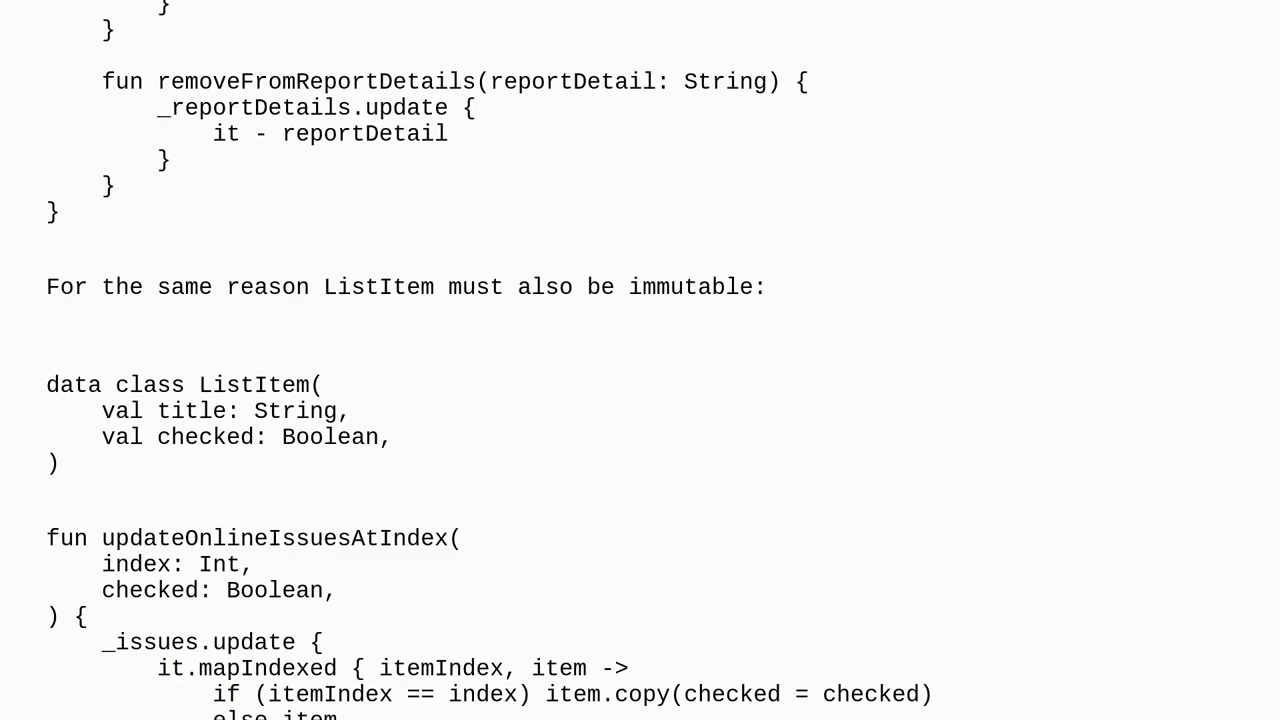 }
}
fun removeFromReportDetails(reportDetail: String) {
_reportDetails.update {
it - reportDetail
}
}
}
For the same reason ListItem must also be immutable:
data class ListItem(
val title: String,
val checked: Boolean,
)
fun updateOnlineIssuesAtIndex(
index: Int,
checked: Boolean,
) {
_issues.update {
it.mapIndexed { itemIndex, item ->
if (itemIndex == index) item.copy(checked = checked)
else item